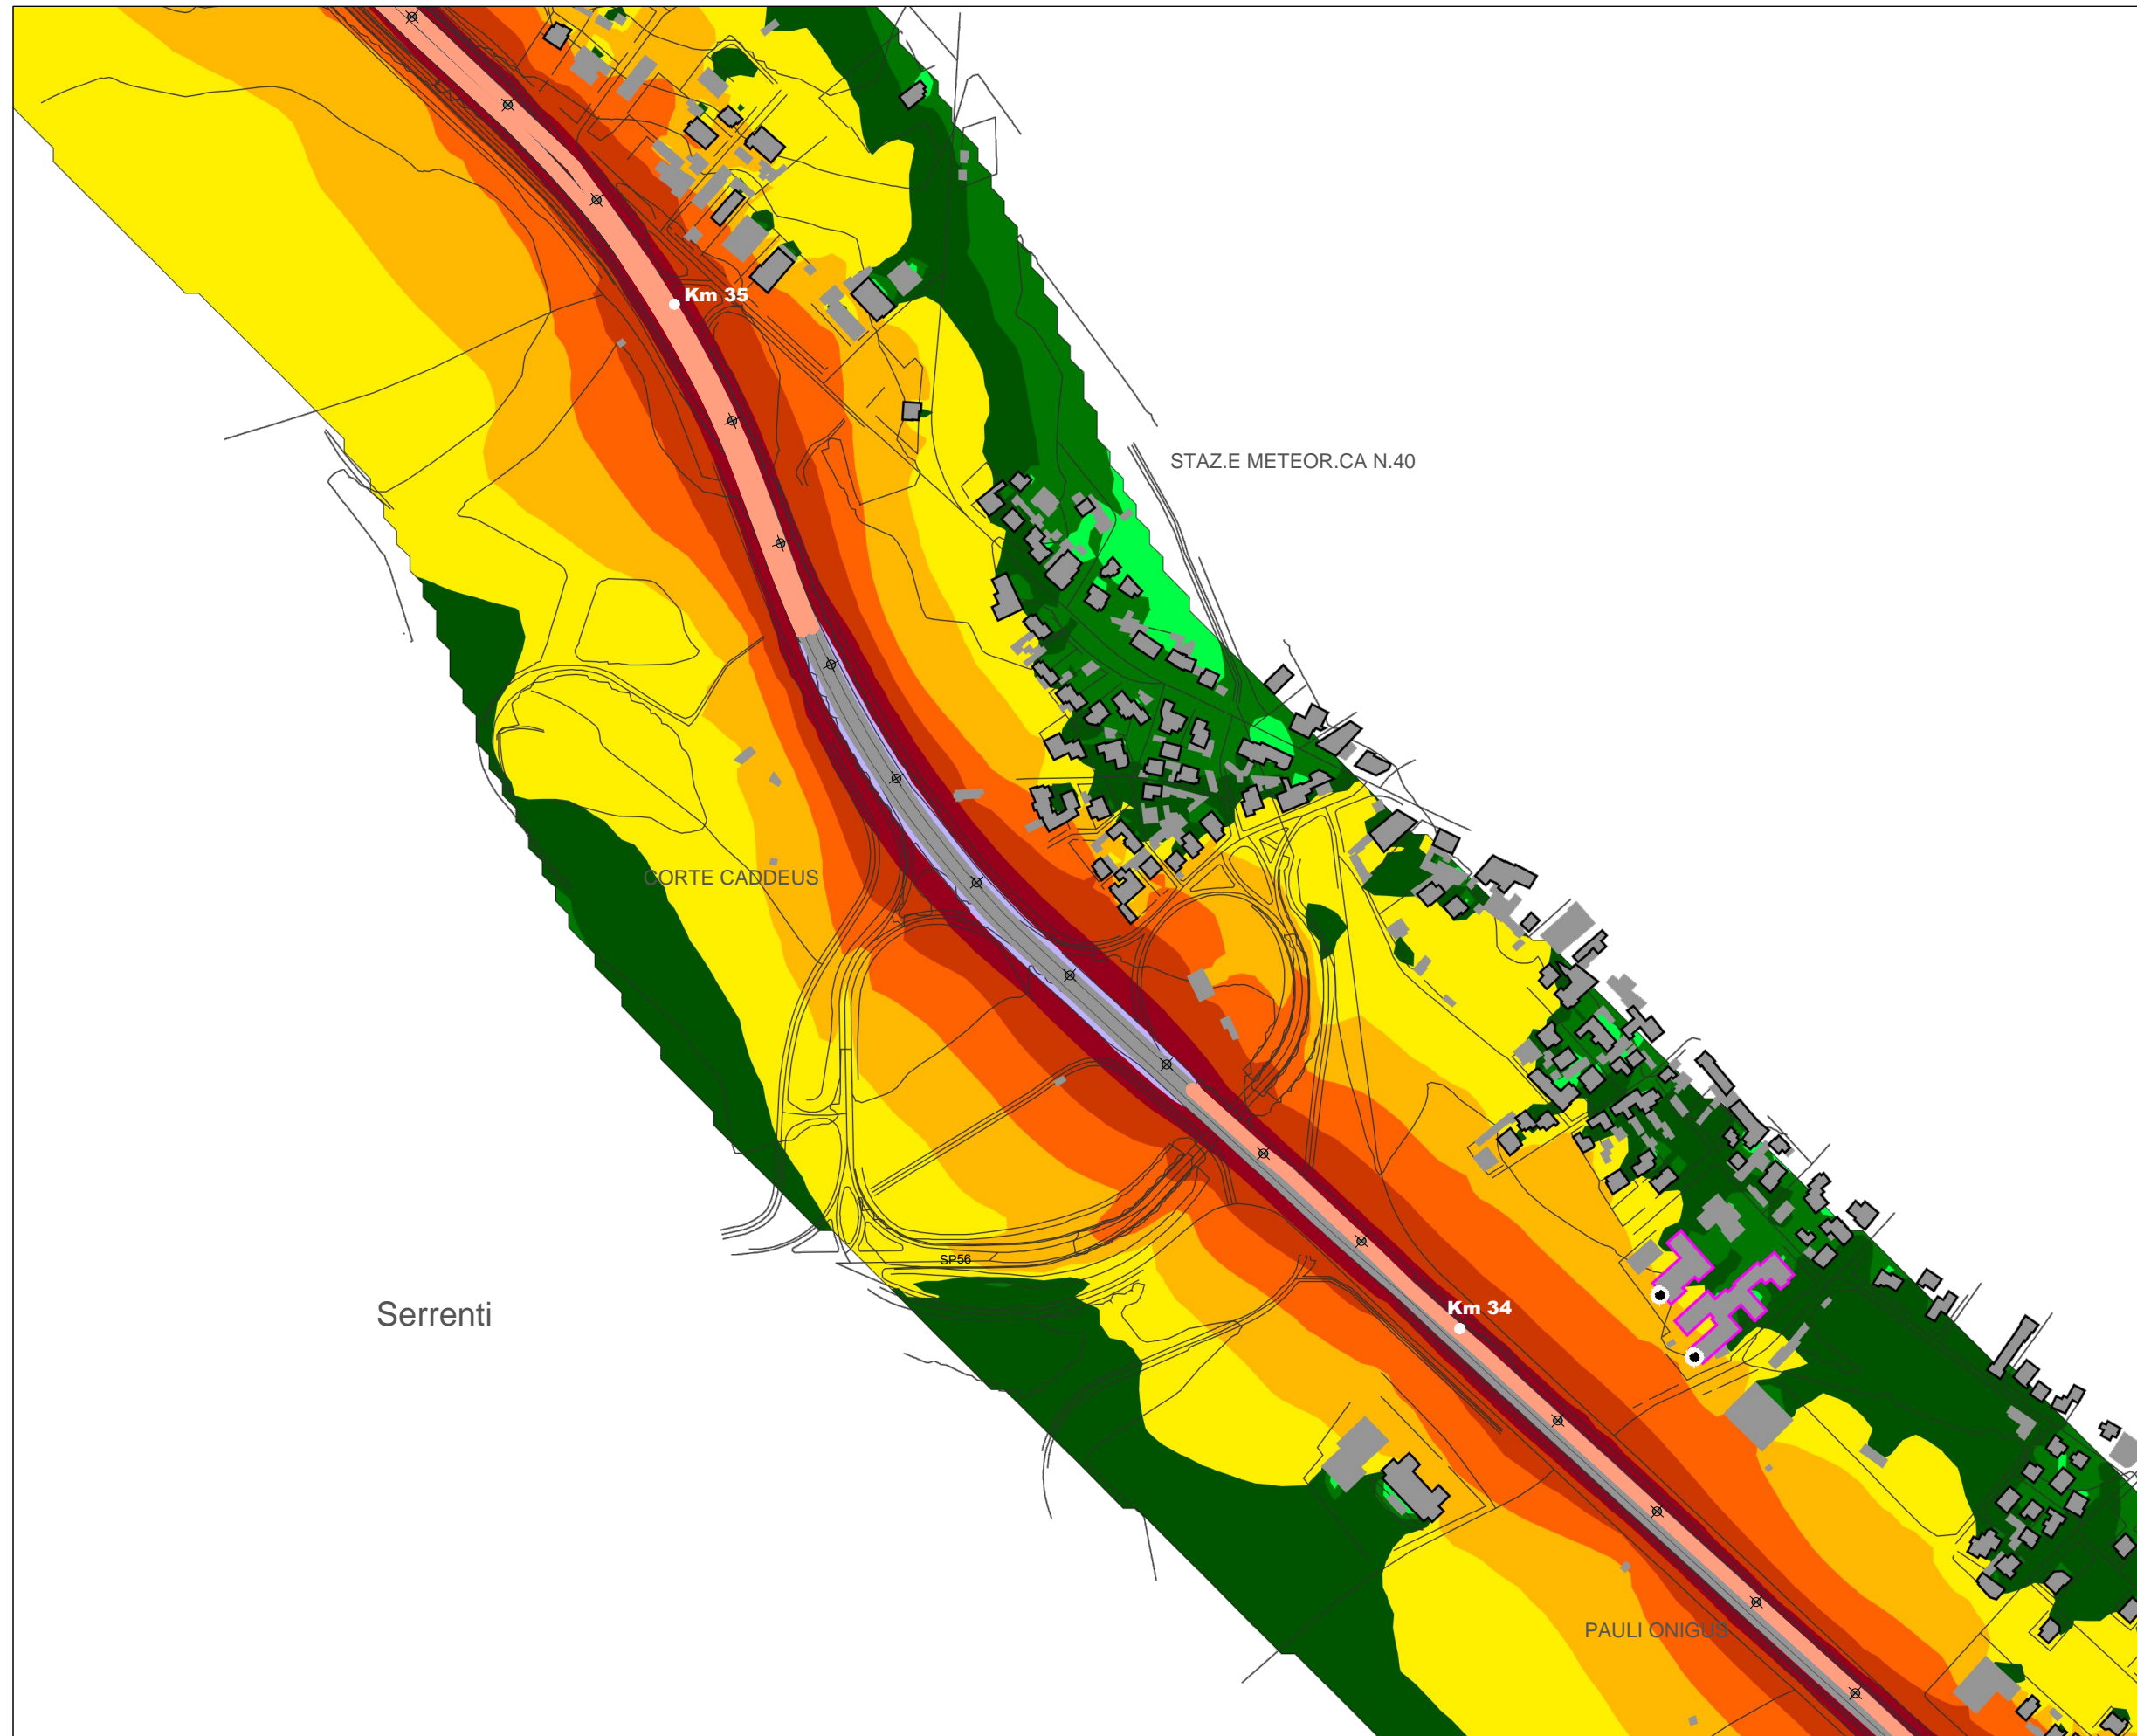 Km 35
STAZ.E METEOR.CA N.40
CORTE CADDEUS
SP56
Serrenti
Km 34
PAULI ONIGUS